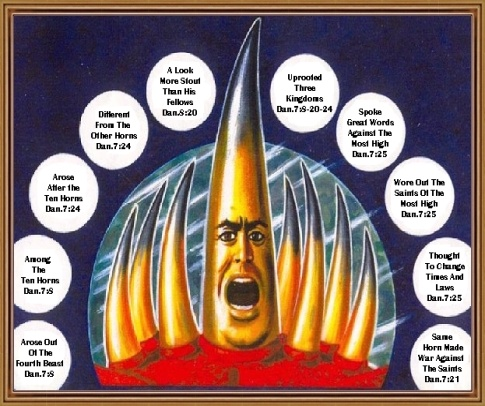 Arose Out
Of The
Fourth Beast
Dan.7:8
Among
The
Ten Horns
Dan.7:8
Arose
After the
Ten Horns
Dan.7:24
Different
From The
Other Horns
Dan.7:24
A Look
More Stout
Than His
Fellows
Dan.8:20
Uprooted
Three
Kingdoms
Dan.7:8-20-24
Spoke
Great Words
Against The
Most High
Dan.7:25
Wore Out The
Saints Of The
Most High
Dan.7:25
Thought
To Change
Times And
Laws
Dan.7:25
Same
Horn Made
War Against
The Saints
Dan.7:21